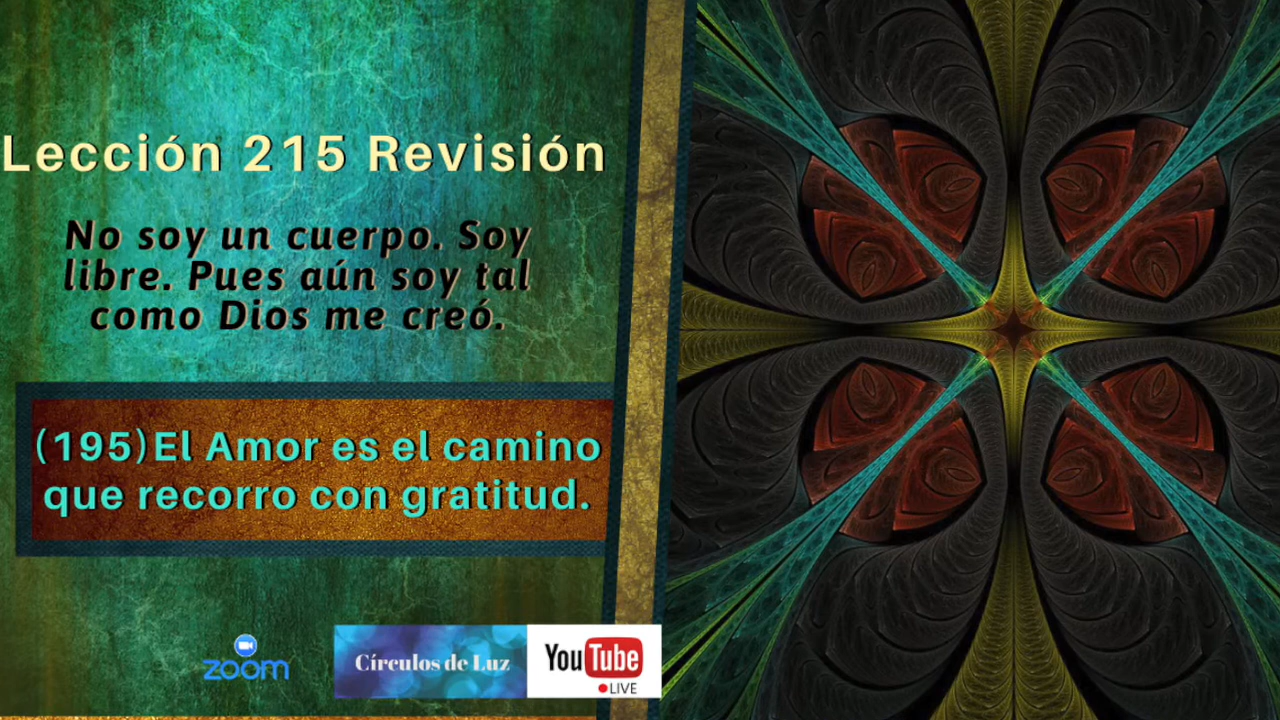 Lección 215 Revisión
No soy un cuerpo. Soy
libre. Pues aún soy tal
como Dios me creó.
(195)El Amor es el camino
que recorro con gratitud.
zoom
Círculos de Luz
YouTube
LIVE